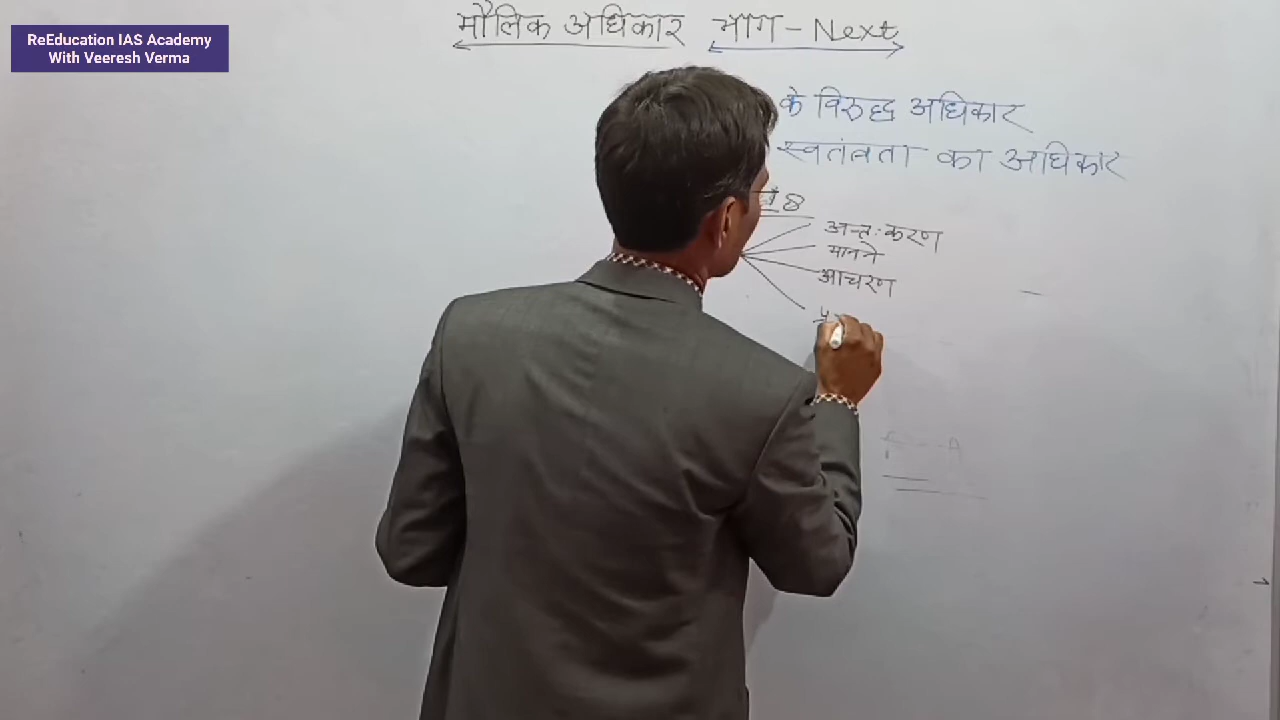 ReEducation IAS Academy
With Veeresh Verma
मौलिक अधिकार भाग - Next
के विरुद्ध अधिकार
स्वतंत्रता का अधिकार
अन्तःकरण
मानने
आचरण